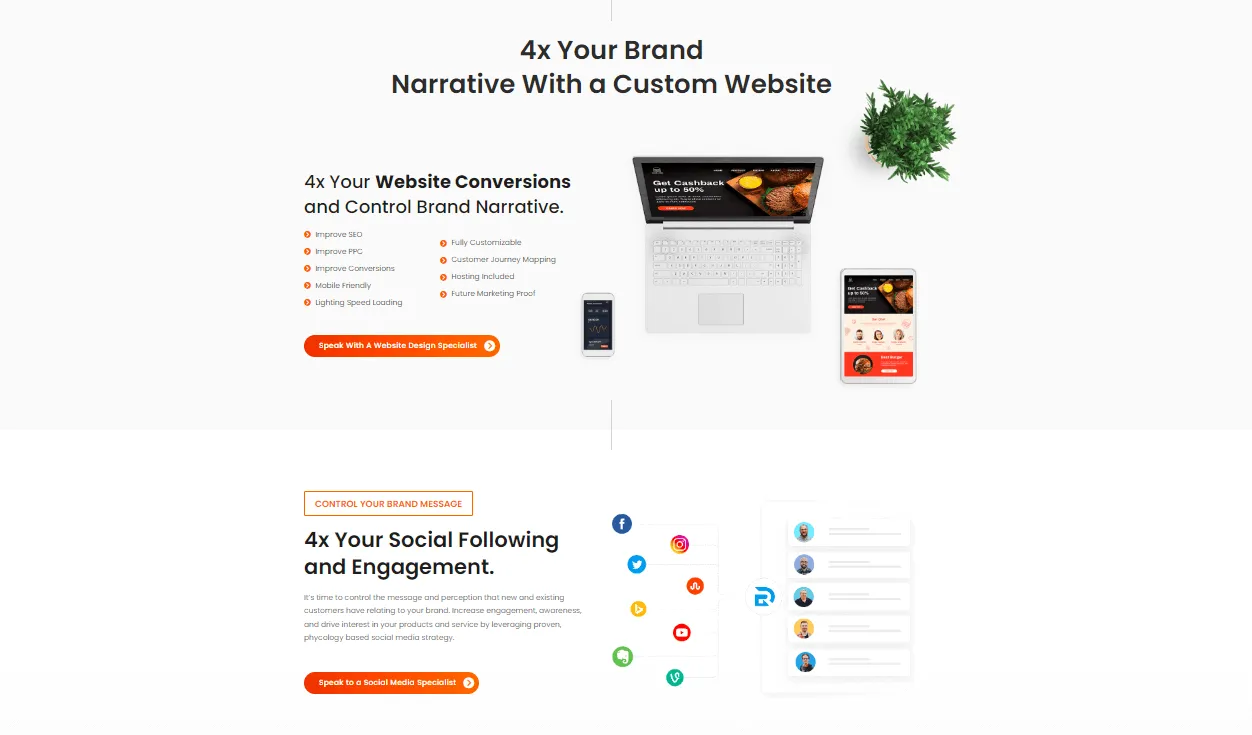 4x Your Brand
Narrative With a Custom Website
4x Your Website Conversions
and Control Brand Narrative.
Improve SEO
Improve PPC
Improve Conversions
Mobile Friendly
Lighting Speed Loading
Fully Customizable
Customer Journey Mapping
Hosting Included
Future Marketing Proof
Speak With A Website Design Specialist
Get Cashback
up to 50%
Get Cashback
up to 50%
CONTROL YOUR BRAND MESSAGE
4x Your Social Following
and Engagement.
It's time to control the message and perception that new and existing
customers have relating to your brand. Increase engagement, awareness,
and drive interest in your products and service by leveraging proven,
phycology based social media strategy.
Speak to a Social Media Specialist